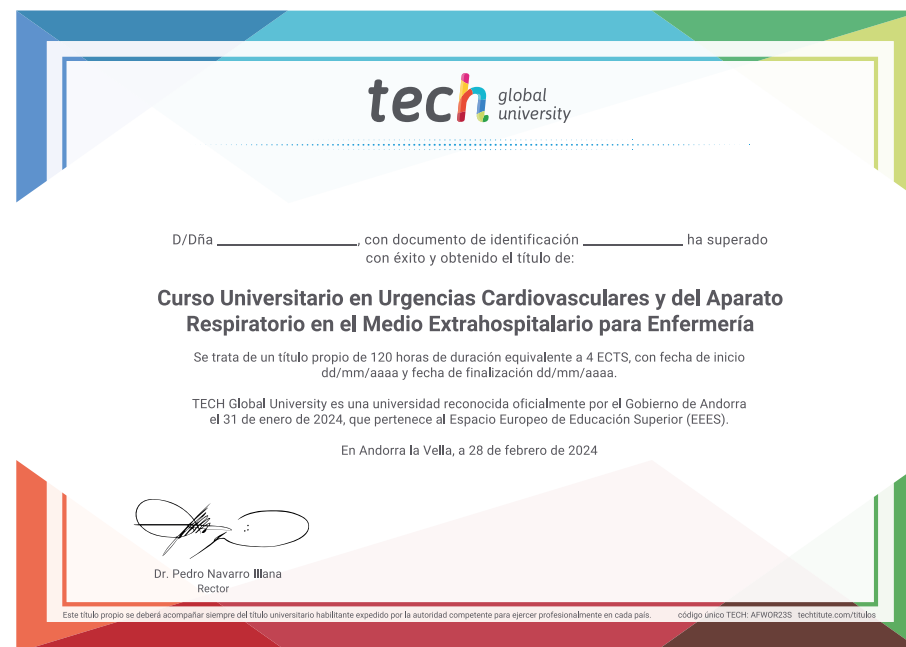 tech global university
D/Dña ____________________, con documento de identificación ______________ ha superado
con éxito y obtenido el título de:
Curso Universitario en Urgencias Cardiovasculares y del Aparato
Respiratorio en el Medio Extrahospitalario para Enfermería
Se trata de un título propio de 120 horas de duración equivalente a 4 ECTS, con fecha de inicio
dd/mm/aaaa y fecha de finalización dd/mm/aaaa.
TECH Global University es una universidad reconocida oficialmente por el Gobierno de Andorra
el 31 de enero de 2024, que pertenece al Espacio Europeo de Educación Superior (EEES).
En Andorra la Vella, a 28 de febrero de 2024
Dr. Pedro Navarro Illana
Rector
Este título propio se deberá acompañar siempre del título universitario habilitante expedido por la autoridad competente para ejercer profesionalmente en cada país. código único TECH: AFWOR23S techtitute.com/titulos